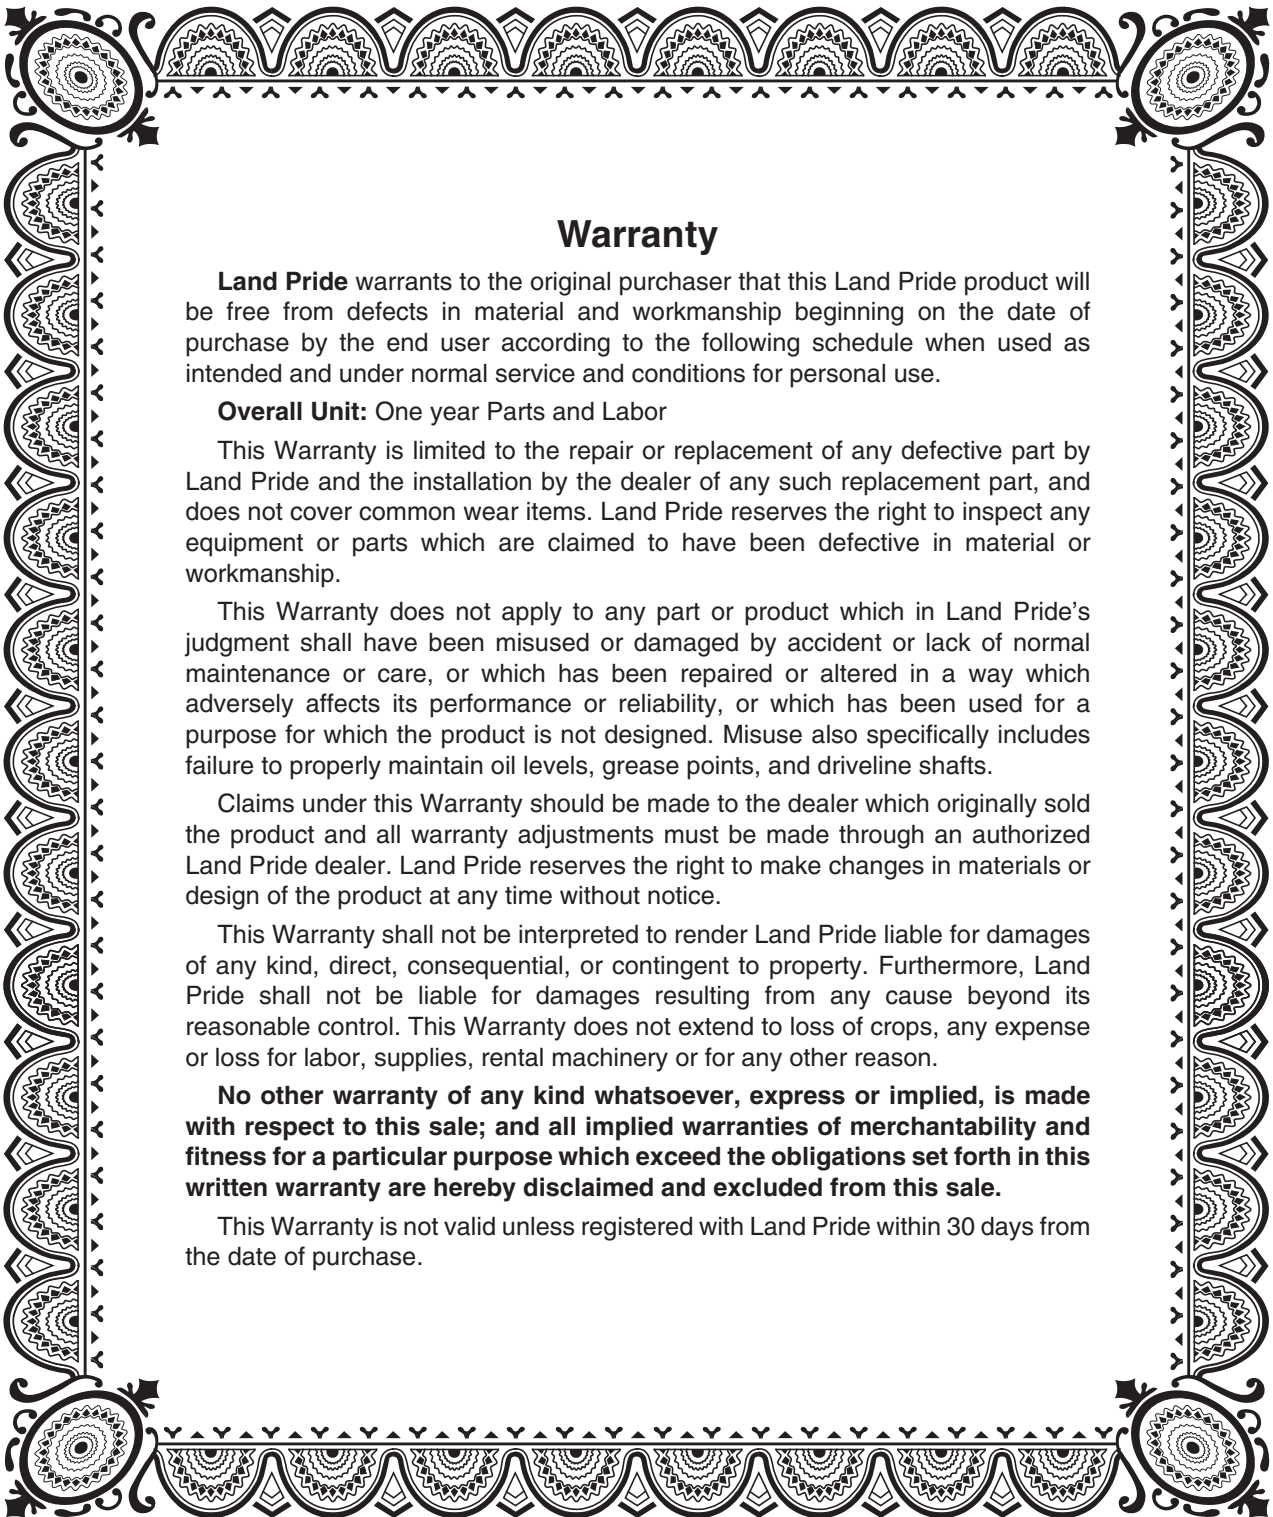 Warranty
Land Pride warrants to the original purchaser that this Land Pride product will
be free from defects in material and workmanship beginning on the date of
purchase by the end user according to the following schedule when used as
intended and under normal service and conditions for personal use.
Overall Unit: One year Parts and Labor
This Warranty is limited to the repair or replacement of any defective part by
Land Pride and the installation by the dealer of any such replacement part, and
does not cover common wear items. Land Pride reserves the right to inspect any
equipment or parts which are claimed to have been defective in material or
workmanship.
This Warranty does not apply to any part or product which in Land Pride’s
judgment shall have been misused or damaged by accident or lack of normal
maintenance or care, or which has been repaired or altered in a way which
adversely affects its performance or reliability, or which has been used for a
purpose for which the product is not designed. Misuse also specifically includes
failure to properly maintain oil levels, grease points, and driveline shafts.
Claims under this Warranty should be made to the dealer which originally sold
the product and all warranty adjustments must be made through an authorized
Land Pride dealer. Land Pride reserves the right to make changes in materials or
design of the product at any time without notice.
This Warranty shall not be interpreted to render Land Pride liable for damages
of any kind, direct, consequential, or contingent to property. Furthermore, Land
Pride shall not be liable for damages resulting from any cause beyond its
reasonable control. This Warranty does not extend to loss of crops, any expense
or loss for labor, supplies, rental machinery or for any other reason.
No other warranty of any kind whatsoever, express or implied, is made
with respect to this sale; and all implied warranties of merchantability and
fitness for a particular purpose which exceed the obligations set forth in this
written warranty are hereby disclaimed and excluded from this sale.
This Warranty is not valid unless registered with Land Pride within 30 days from
the date of purchase.